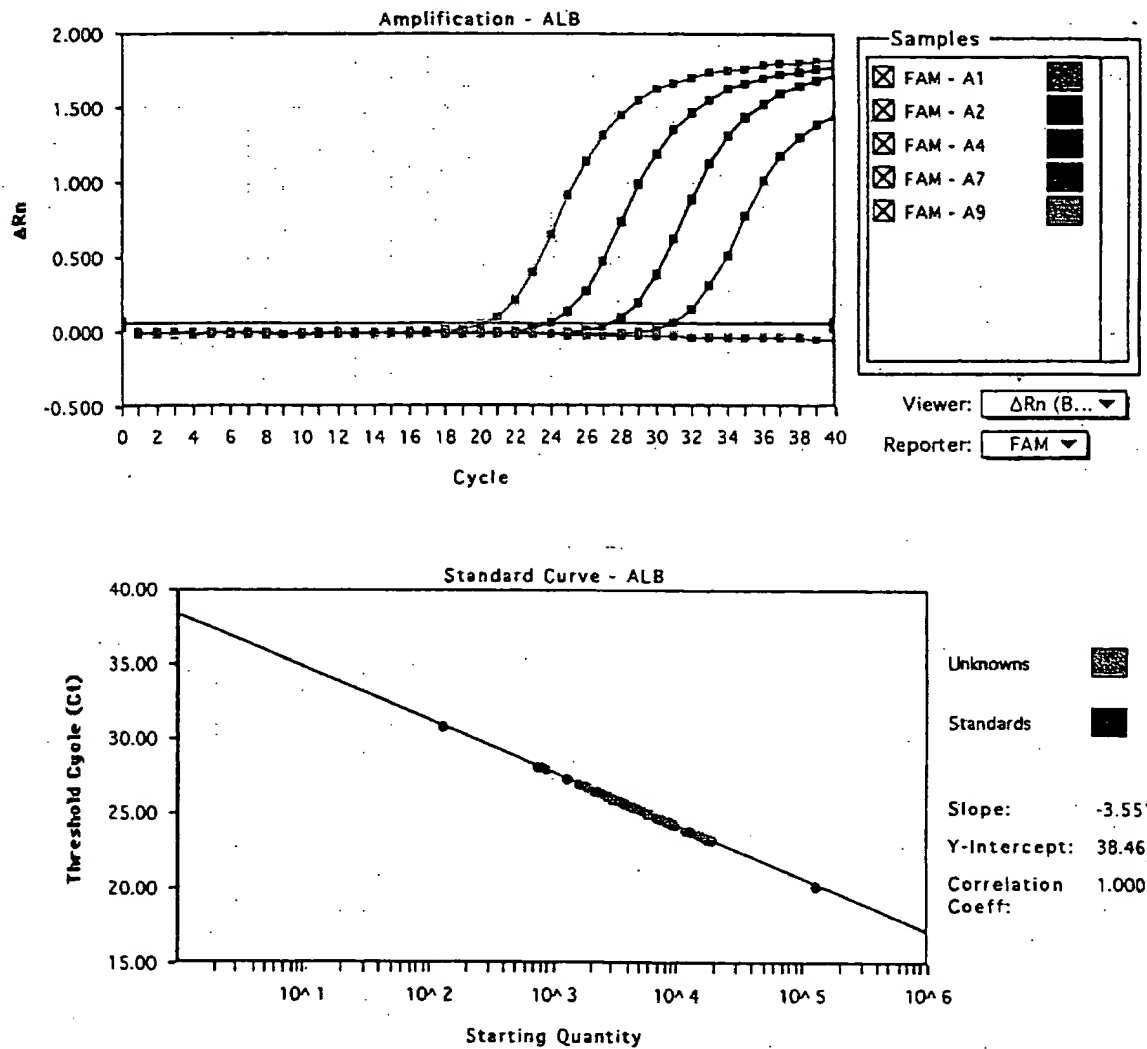 Amplification - ALB
2.000
1.500
1.000
0.500
0.000
-0.500
ΔRn
0 2 4 6 8 10 12 14 16 18 20 22 24 26 28 30 32 34 36 38 40
Cycle
Samples
FAM - A1
FAM - A2
FAM - A4
FAM - A7
FAM - A9
Viewer: ΔRn (B... ▼
Reporter: FAM ▼
Standard Curve - ALB
40.00
35.00
30.00
25.00
20.00
15.00
Threshold Cycle (Ct)
10^1 10^2 10^3 10^4 10^5 10^6
Starting Quantity
Unknowns
Standards
Slope: -3.55
Y-Intercept: 38.46
Correlation 1.000
Coeff: